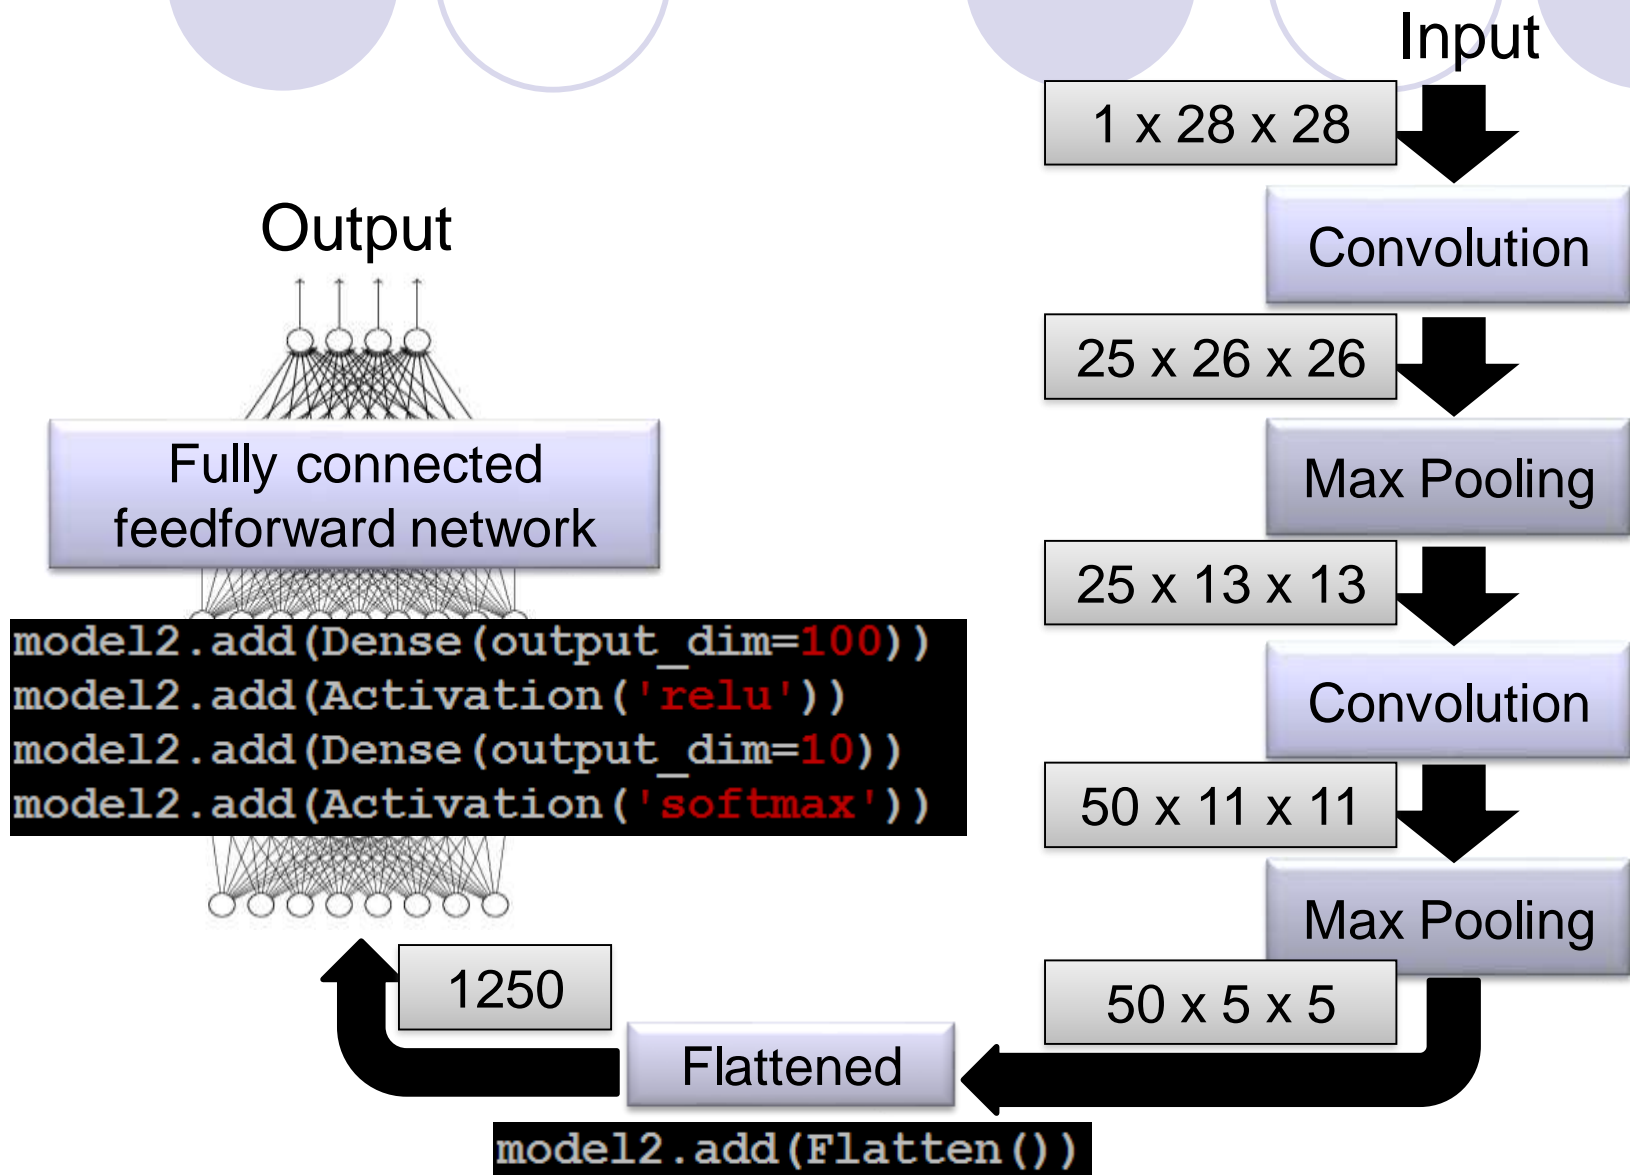 Input
1 x 28 x 28
Convolution
25 x 26 x 26
Max Pooling
25 x 13 x 13
Convolution
50 x 11 x 11
Max Pooling
50 x 5 x 5
Flattened
model2.add(Flatten())
1250
Output
Fully connected
feedforward network
model2.add(Dense(output_dim=100))
model2.add(Activation('relu'))
model2.add(Dense(output_dim=10))
model2.add(Activation('softmax'))